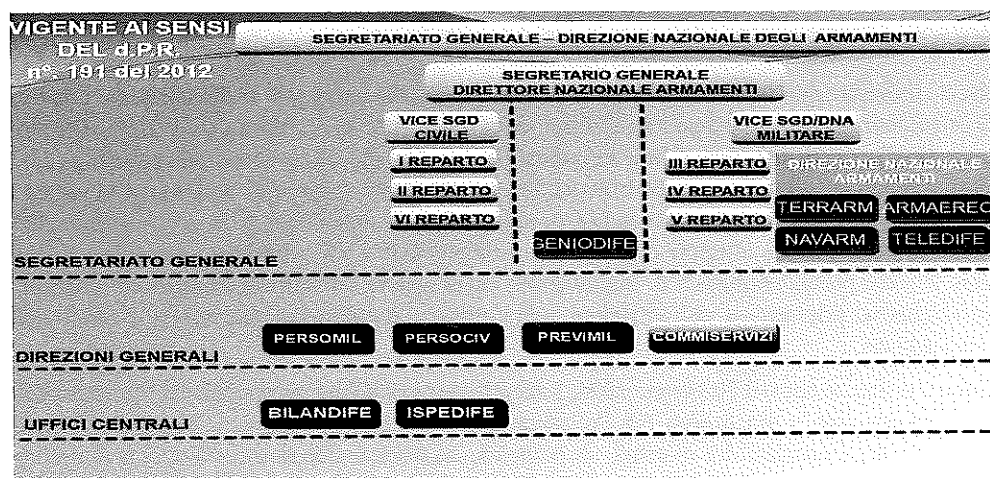 VIGENTE AI SENSI
DEL d.P.R.
n°. 191 del 2012
SEGRETARIATO GENERALE – DIREZIONE NAZIONALE DEGLI ARMAMENTI
SEGRETARIO GENERALE
DIRETTORE NAZIONALE ARMAMENTI
VICE SGD
CIVILE
VICE SGD/DNA
MILITARE
I REPARTO
II REPARTO
VI REPARTO
III REPARTO
IV REPARTO
V REPARTO
DIREZIONE NAZIONALE
ARMAMENTI
TERRARM
ARMAEREO
NAVARM
TELEDIFE
GENIODIFE
SEGRETARIATO GENERALE
PERSOMIL
PERSOCIV
PREVIMIL
COMMISERVIZI
DIREZIONI GENERALI
BILANDIFE
ISPEDIFE
UFFICI CENTRALI